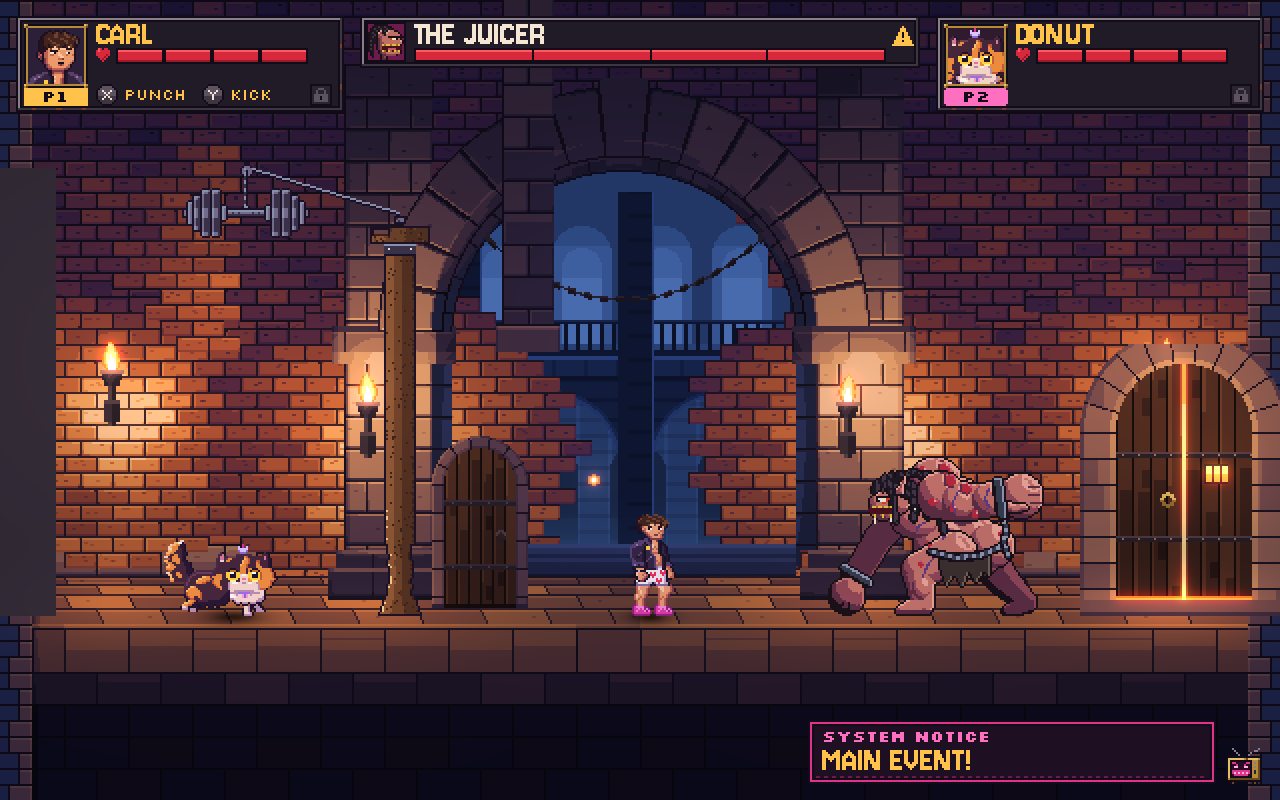 CARL
P1
X PUNCH Y KICK
THE JUICER
DONUT
P2
SYSTEM NOTICE
MAIN EVENT!